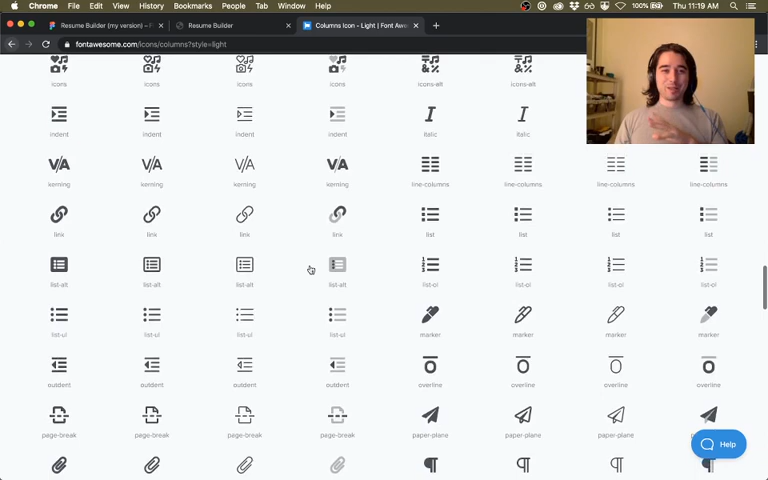 Chrome File Edit View History Bookmarks People Tab Window Help 100% Thu 11:19 AM
Resume Builder (my version) – F Resume Builder Columns Icon - Light | Font Awe
fontawesome.com/icons/columns?style=light
icons icons icons icons icons-alt icons-alt
indent indent indent indent italic italic
V/A V/A V/A V/A
kerning kerning kerning kerning line-columns line-columns line-columns line-columns
link link link link list list list list
list-alt list-alt list-alt list-alt list-ol list-ol list-ol list-ol
list-ul list-ul list-ul list-ul marker marker marker marker
outdent outdent outdent outdent overline overline overline overline
page-break page-break page-break page-break paper-plane paper-plane paper-plane
Help